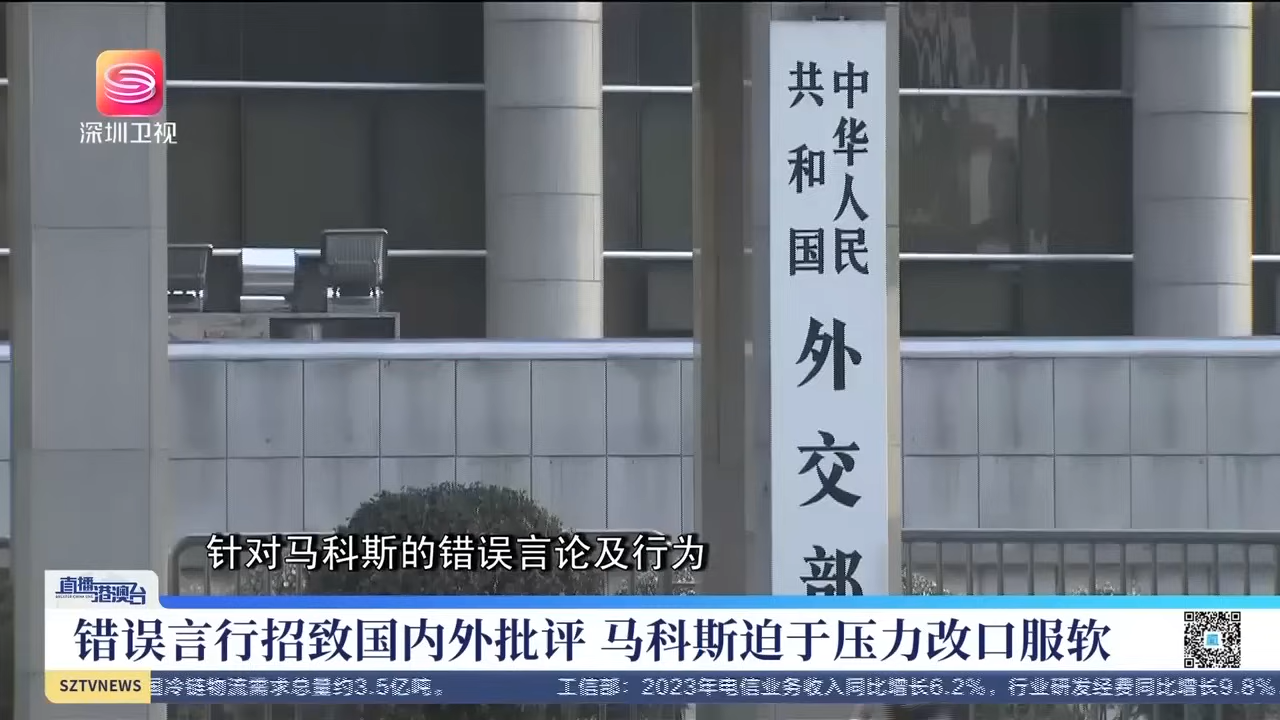 深圳卫视
中华人民
共和国
外交部
针对马科斯的错误言论及行为
直播港澳台
错误言行招致国内外批评 马科斯迫于压力改口服软
SZTVNEWS
国冷链物流需求总量约3.5亿吨。 工信部：2023年电信业务收入同比增长6.2%，行业研发经费同比增长9.8%